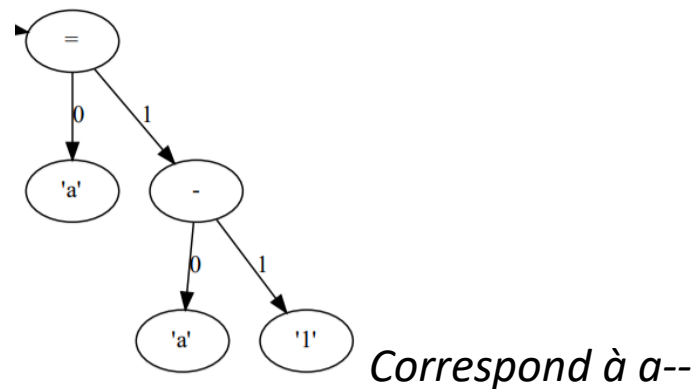 =
0
1
'a'
-
0
1
'a'
'1'
Correspond à a--